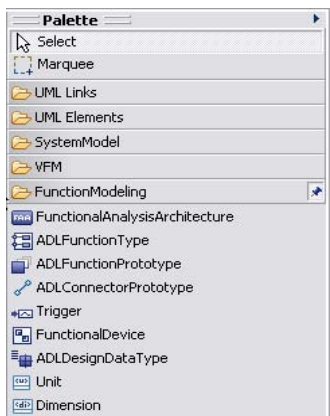 Palette
Select
Marquee
UML Links
UML Elements
SystemModel
VFM
FunctionModeling
FunctionalAnalysisArchitecture
ADLFunctionType
ADLFunctionPrototype
ADLConnectorPrototype
Trigger
FunctionalDevice
ADLDesignDataType
Unit
Dimension